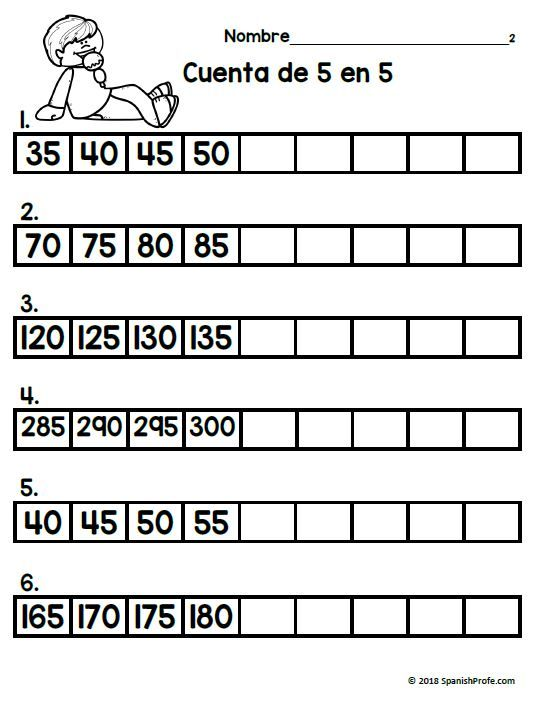 Nombre____________________________2
Cuenta de 5 en 5
1.
35 40 45 50
2.
70 75 80 85
3.
120 125 130 135
4.
285 290 295 300
5.
40 45 50 55
6.
165 170 175 180
© 2018 SpanishProfe.com